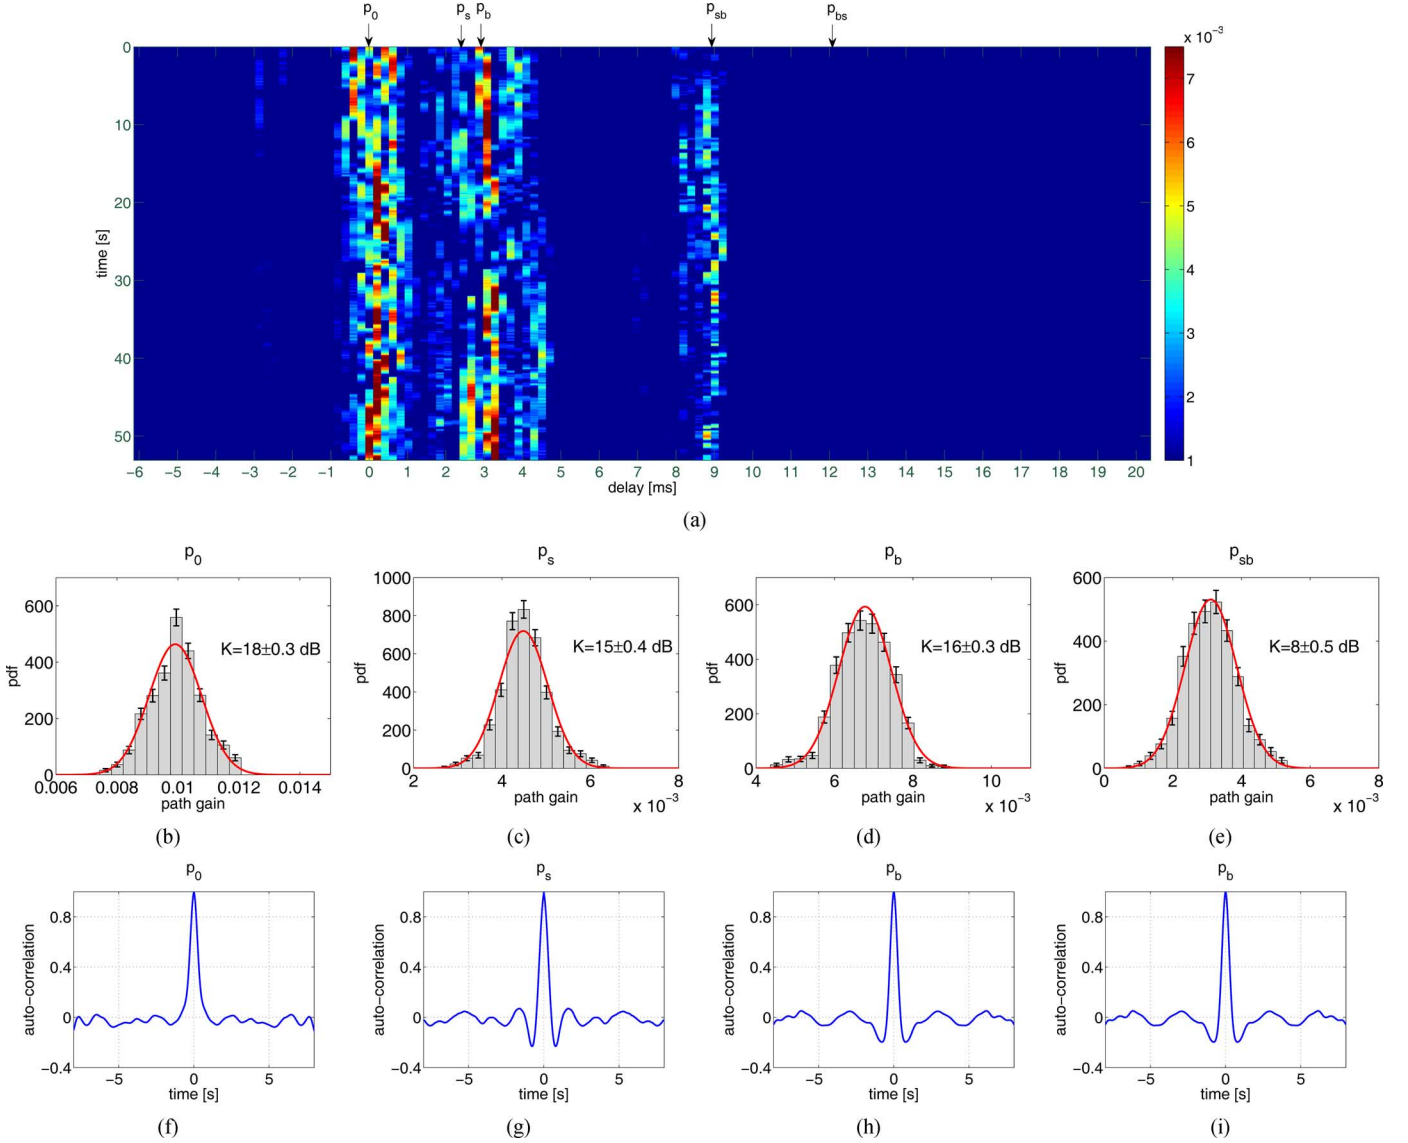 p0 ps pb psb pbs
x 10^-3
0
10
20
30
40
50
time [s]
−6 −5 −4 −3 −2 −1 0 1 2 3 4 5 6 7 8 9 10 11 12 13 14 15 16 17 18 19 20
delay [ms]
7
6
5
4
3
2
1
(a)
p0
600
400
200
0
pdf
K=18±0.3 dB
0.006 0.008 0.01 0.012 0.014
path gain
(b)
ps
1000
800
600
400
200
0
pdf
K=15±0.4 dB
2 4 6 8
path gain
x 10^-3
(c)
pb
600
400
200
0
pdf
K=16±0.3 dB
4 6 8 10
path gain
x 10^-3
(d)
psb
600
400
200
0
pdf
K=8±0.5 dB
0 2 4 6 8
path gain
x 10^-3
(e)
p0
0.8
0.4
0
−0.4
auto-correlation
−5 0 5
time [s]
(f)
ps
0.8
0.4
0
−0.4
auto-correlation
−5 0 5
time [s]
(g)
pb
0.8
0.4
0
−0.4
auto-correlation
−5 0 5
time [s]
(h)
pb
0.8
0.4
0
−0.4
auto-correlation
−5 0 5
time [s]
(i)